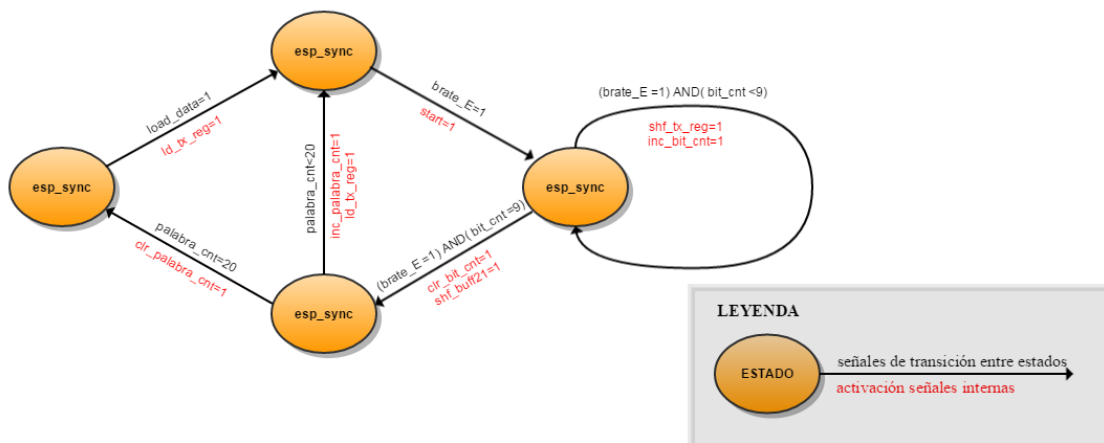 esp_sync
brate_E=1
start=1
(brate_E =1) AND( bit_cnt <9)
shf_tx_reg=1
inc_bit_cnt=1
load_data=1
ld_tx_reg=1
palabra_cnt<20
inc_palabra_cnt=1
ld_tx_reg=1
esp_sync
esp_sync
palabra_cnt=20
clr_palabra_cnt=1
(brate_E =1) AND( bit_cnt =9)
clr_bit_cnt=1
shf_buff21=1
esp_sync
LEYENDA
ESTADO
señales de transición entre estados
activación señales internas